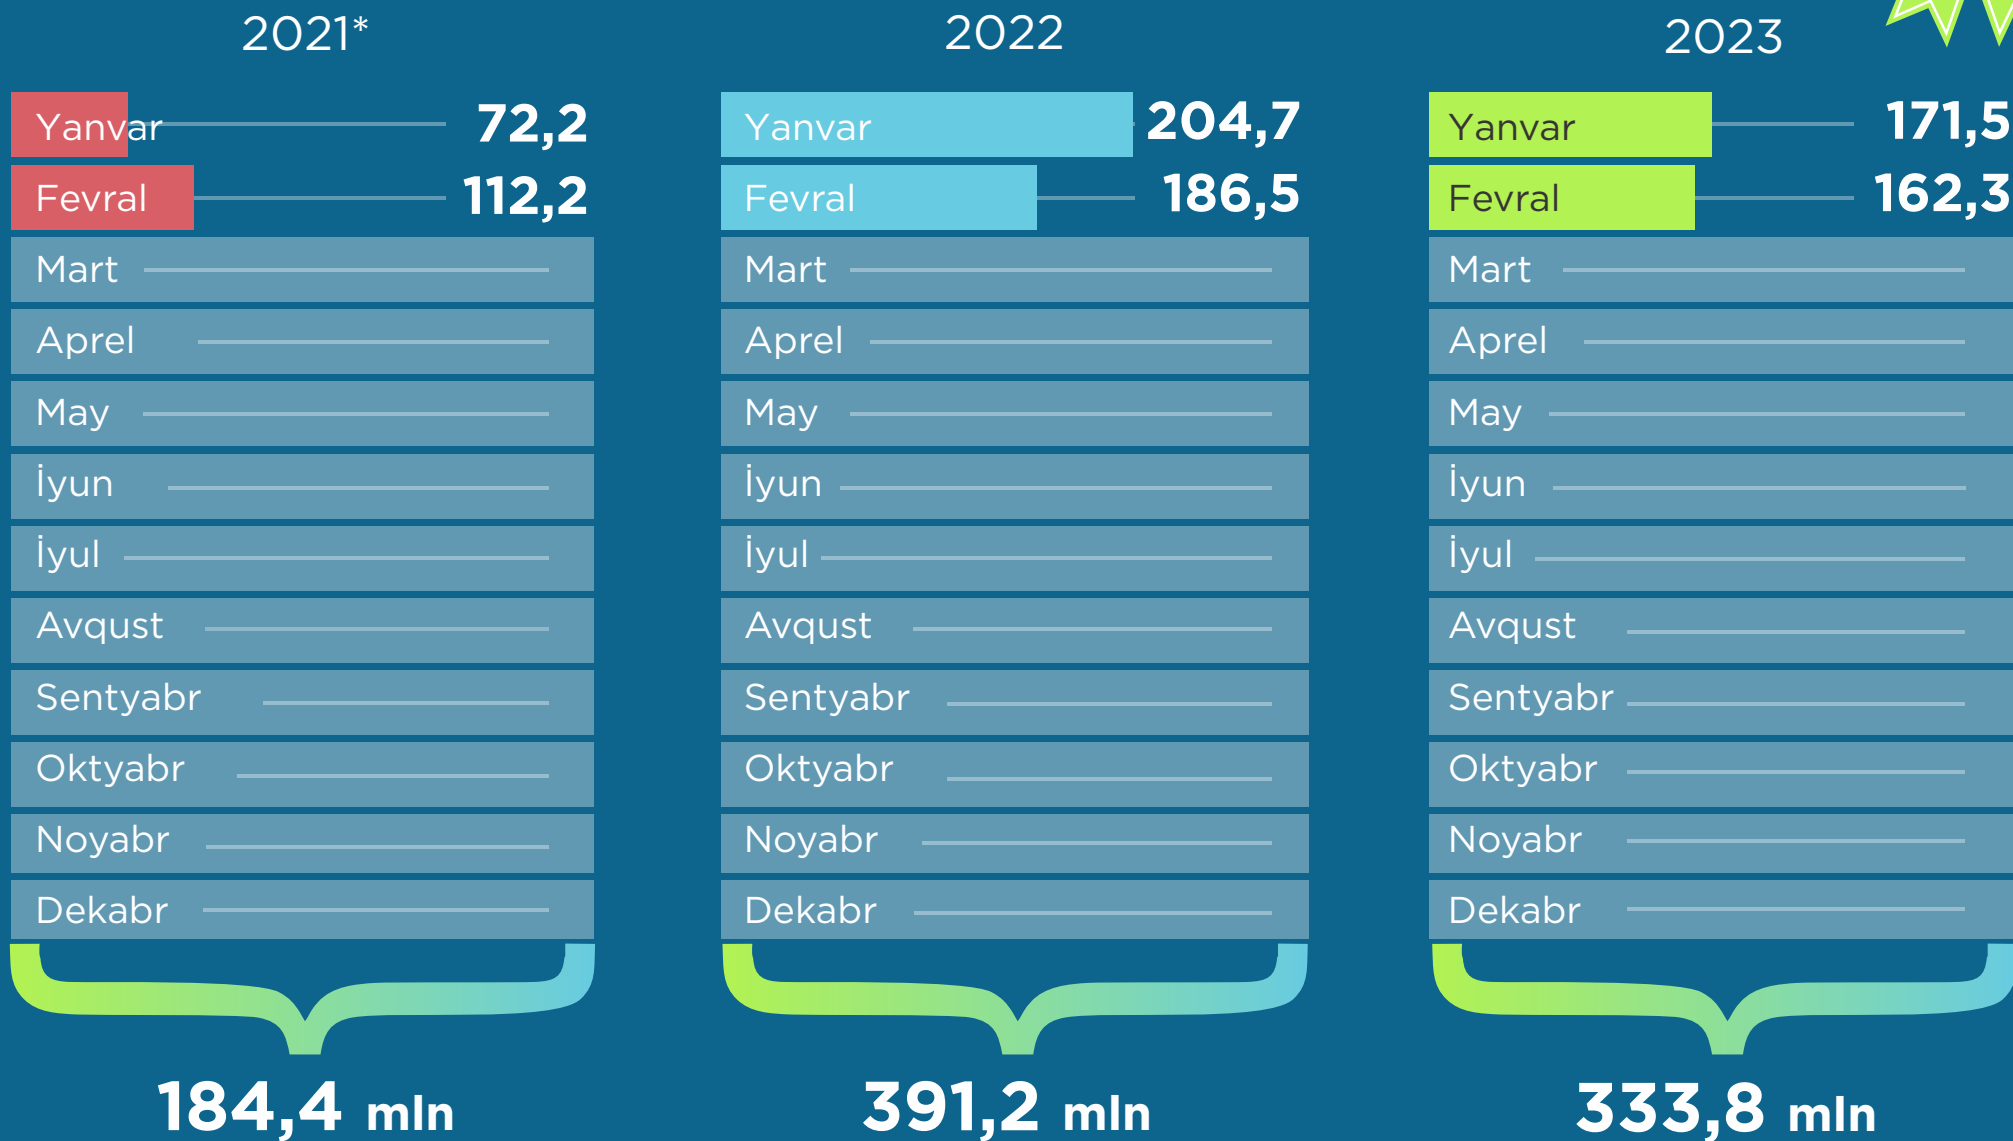 2021*
Yanvar 72,2
Fevral 112,2
Mart
Aprel
May
İyun
İyul
Avqust
Sentyabr
Oktyabr
Noyabr
Dekabr
184,4 mln
2022
Yanvar 204,7
Fevral 186,5
Mart
Aprel
May
İyun
İyul
Avqust
Sentyabr
Oktyabr
Noyabr
Dekabr
391,2 mln
2023
Yanvar 171,5
Fevral 162,3
Mart
Aprel
May
İyun
İyul
Avqust
Sentyabr
Oktyabr
Noyabr
Dekabr
333,8 mln